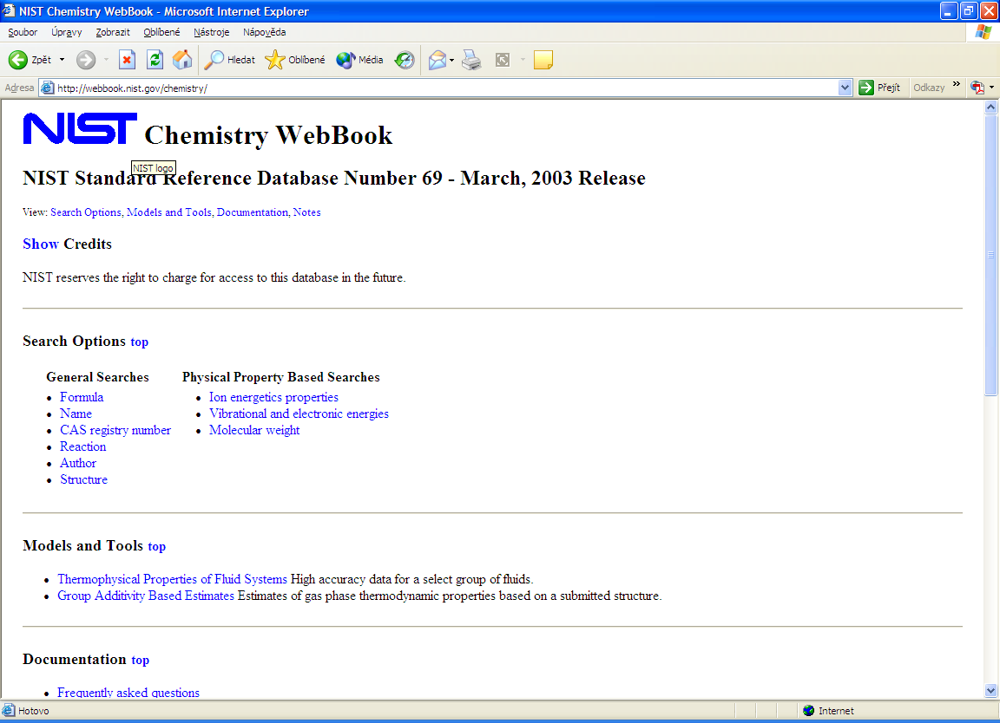 NIST Chemistry WebBook - Microsoft Internet Explorer
Soubor Úpravy Zobrazit Oblíbené Nástroje Nápověda
Zpět Hledat Oblíbené Média
Adresa http://webbook.nist.gov/chemistry/ Přejít Odkazy »
NIST Chemistry WebBook
NIST logo
NIST Standard Reference Database Number 69 - March, 2003 Release
View: Search Options, Models and Tools, Documentation, Notes
Show Credits
NIST reserves the right to charge for access to this database in the future.
Search Options top
General Searches
• Formula
• Name
• CAS registry number
• Reaction
• Author
• Structure
Physical Property Based Searches
• Ion energetics properties
• Vibrational and electronic energies
• Molecular weight
Models and Tools top
• Thermophysical Properties of Fluid Systems High accuracy data for a select group of fluids.
• Group Additivity Based Estimates Estimates of gas phase thermodynamic properties based on a submitted structure.
Documentation top
• Frequently asked questions
Hotovo Internet